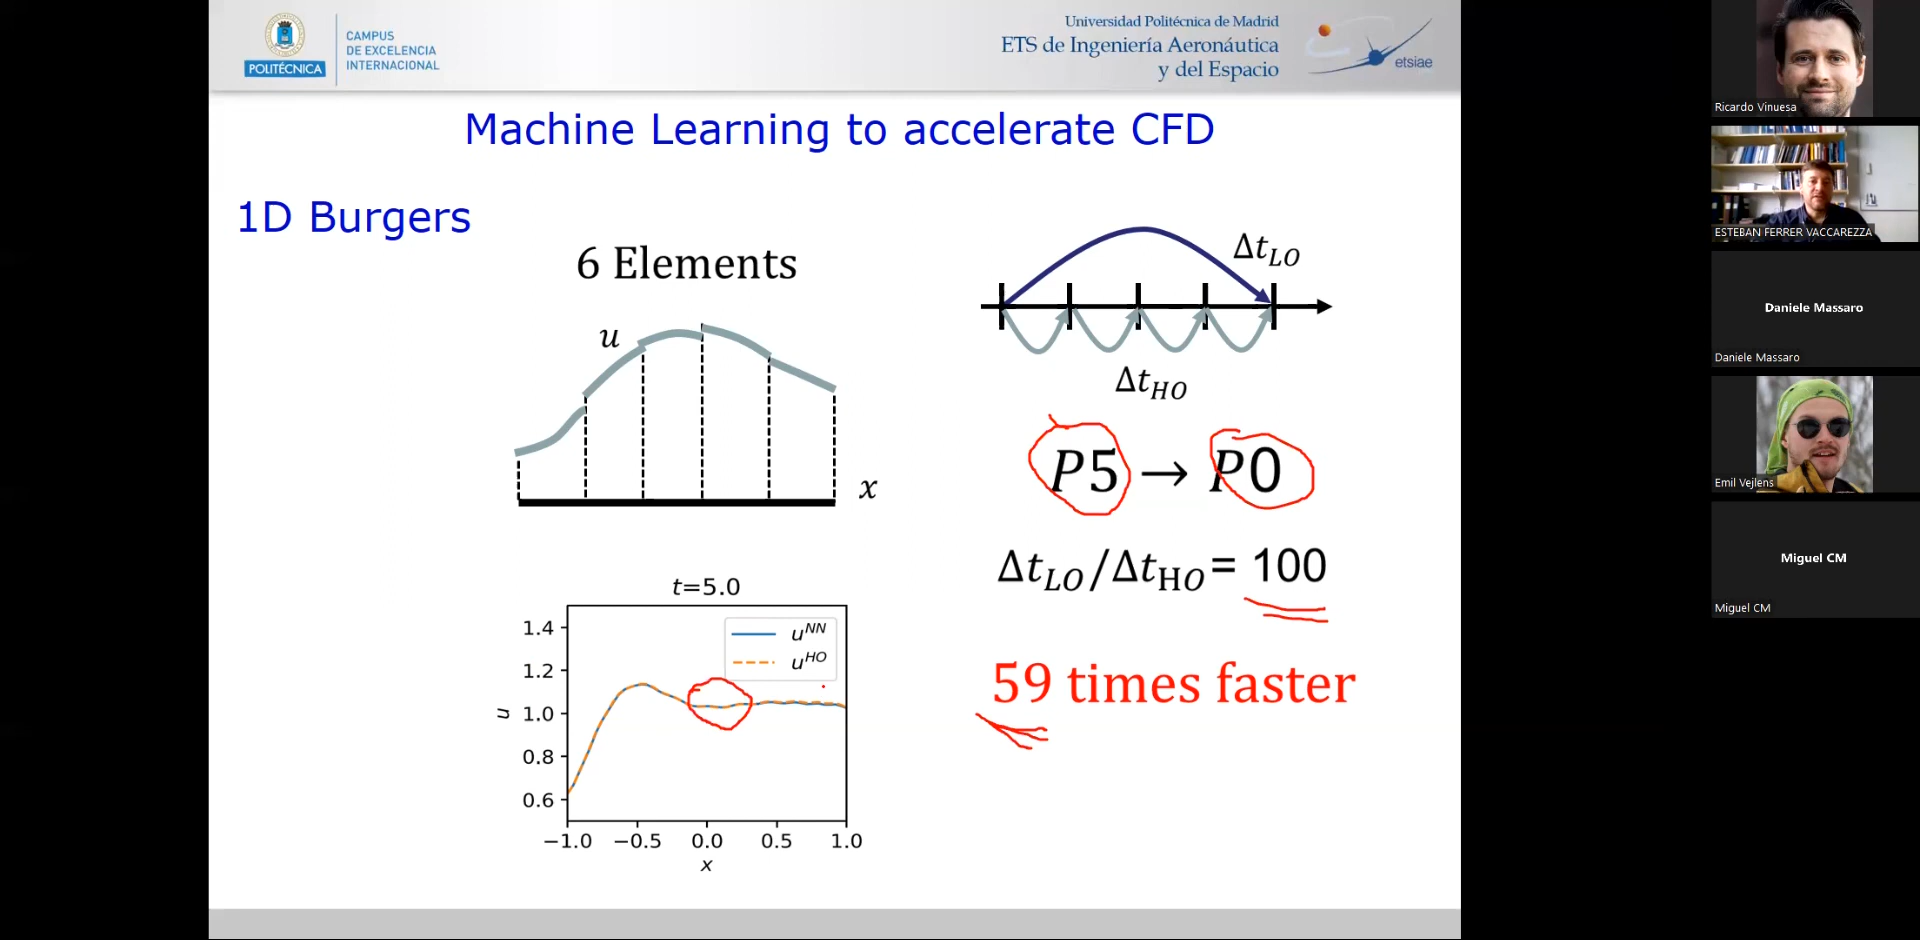 POLITÉCNICA
CAMPUS
DE EXCELENCIA
INTERNACIONAL
Universidad Politécnica de Madrid
ETS de Ingeniería Aeronáutica
y del Espacio
etsiae
Machine Learning to accelerate CFD
1D Burgers
6 Elements
u
x
Δt_LO
Δt_HO
P5 → P0
Δt_LO/Δt_HO = 100
59 times faster
t=5.0
u^NN
u^HO
1.4
1.2
1.0
0.8
0.6
u
−1.0 −0.5 0.0 0.5 1.0
x
Ricardo Vinuesa
ESTEBAN FERRER VACCAREZZA
Daniele Massaro
Daniele Massaro
Emil Vejlens
Miguel CM
Miguel CM